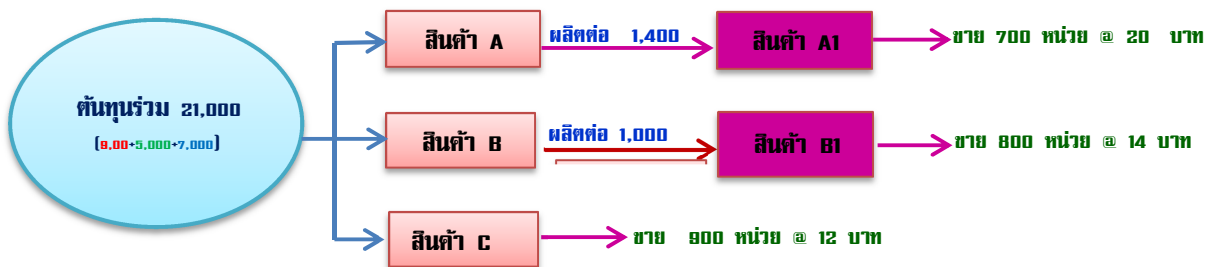 สินค้า A
ผลิตต่อ 1,400
สินค้า A1
ขาย 700 หน่วย @ 20 บาท
ต้นทุนร่วม 21,000
(9,00+5,000+7,000)
สินค้า B
ผลิตต่อ 1,000
สินค้า B1
ขาย 800 หน่วย @ 14 บาท
สินค้า C
ขาย 900 หน่วย @ 12 บาท